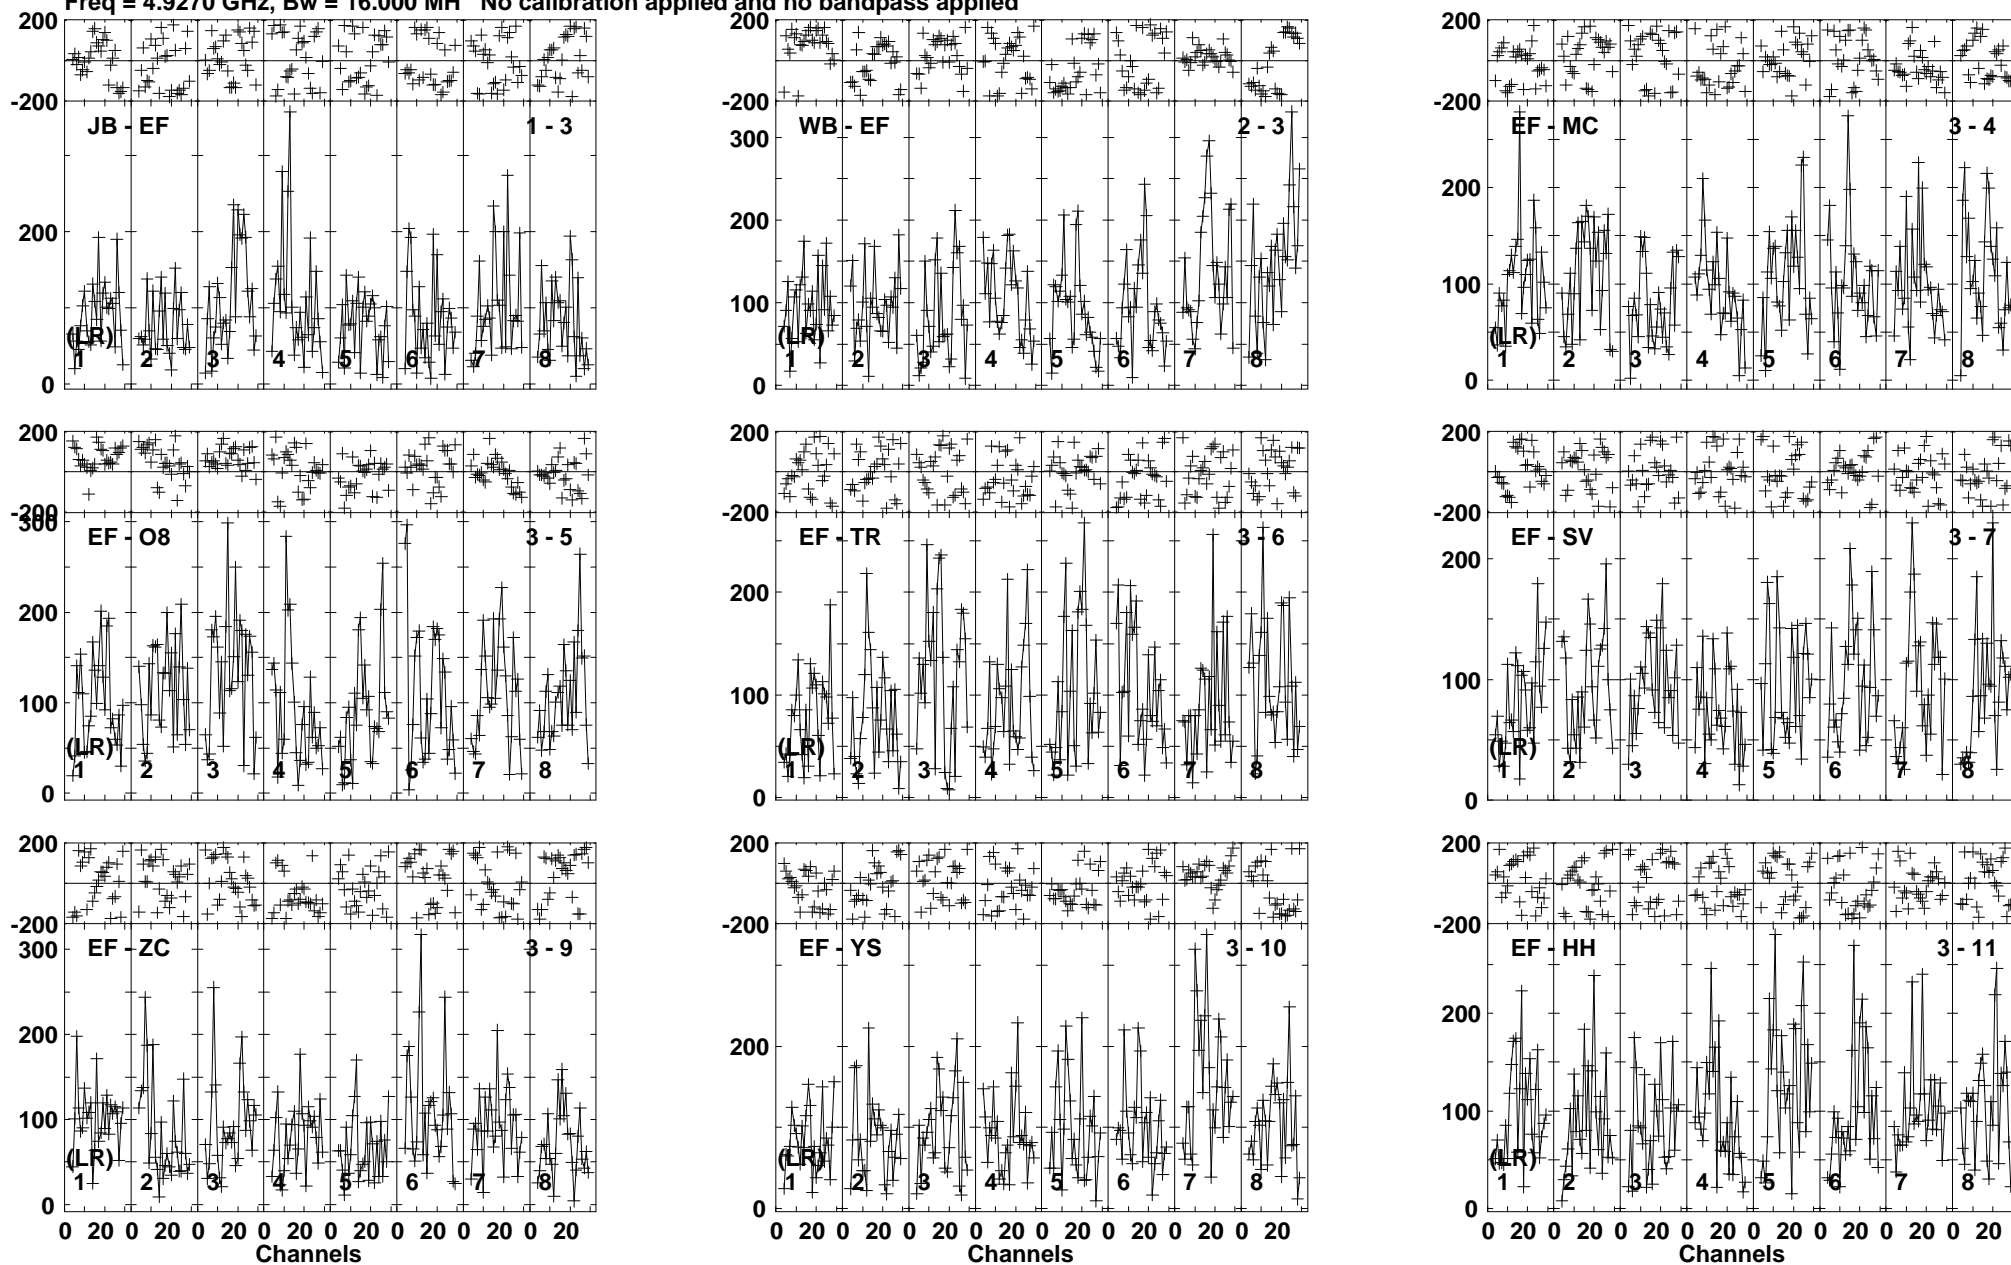 Freq = 4.9270 GHz, Bw = 16.000 MH No calibration applied and no bandpass applied
200 200 200
-200 -200 -200
JB - EF 1 - 3 WB - EF 2 - 3 EF - MC 3 - 4
300
200 200 200
100 100
(LR) (LR) (LR)
1 2 3 4 5 6 7 8 1 2 3 4 5 6 7 8 1 2 3 4 5 6 7 8
0 0 0
200 200 200
-200 -200 -200
300
EF - O8 3 - 5 EF - TR 3 - 6 EF - SV 3 - 7
200 200 200
100 100 100
(LR) (LR) (LR)
1 2 3 4 5 6 7 8 1 2 3 4 5 6 7 8 1 2 3 4 5 6 7 8
0 0 0
200 200 200
-200 -200 -200
EF - ZC 3 - 9 EF - YS 3 - 10 EF - HH 3 - 11
300
200 200 200
100 100
(LR) (LR) (LR)
1 2 3 4 5 6 7 8 1 2 3 4 5 6 7 8 1 2 3 4 5 6 7 8
0 0 0
0 20 0 20 0 20 0 20 0 20 0 20 0 20 0 20 0 20 0 20 0 20 0 20 0 20 0 20 0 20 0 20 0 20 0 20 0 20 0 20 0 20 0 20 0 20 0 20
Channels Channels Channels